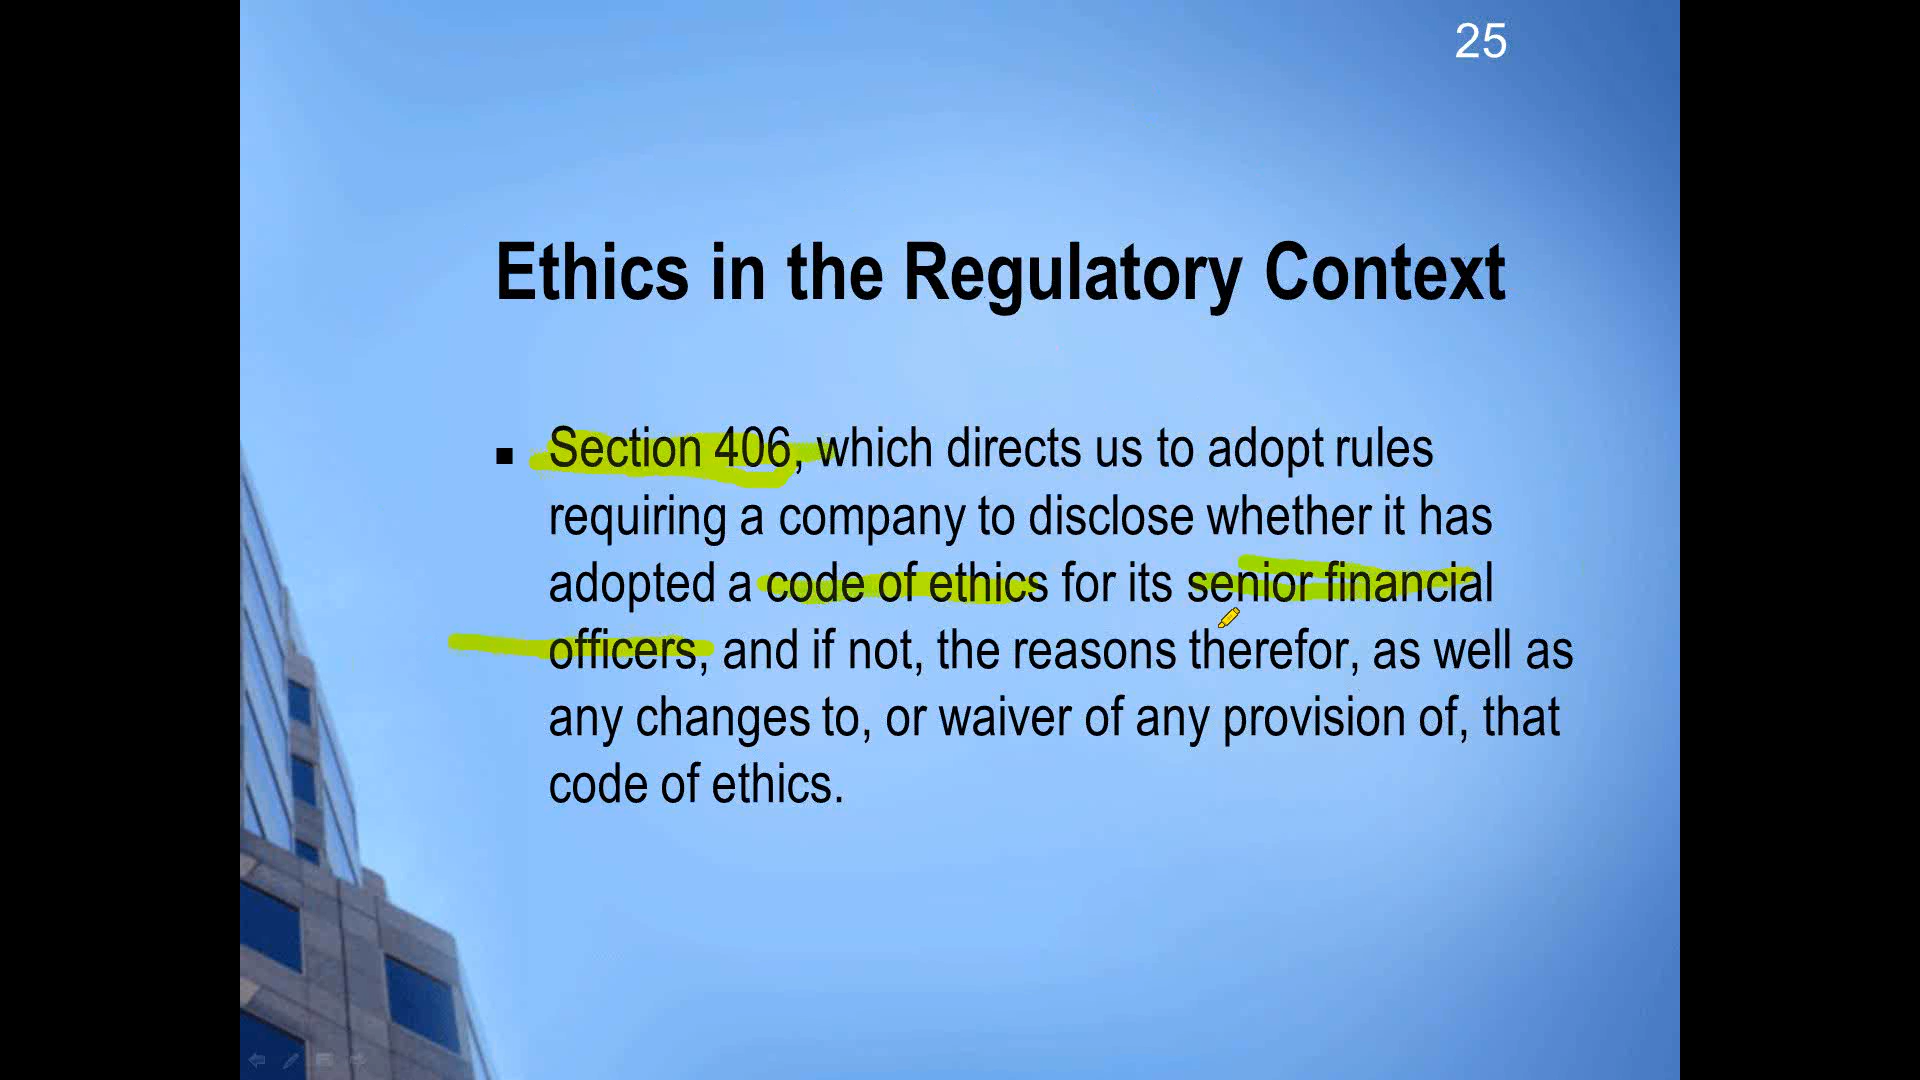 25
Ethics in the Regulatory Context
■ Section 406, which directs us to adopt rules
requiring a company to disclose whether it has
adopted a code of ethics for its senior financial
officers, and if not, the reasons therefor, as well as
any changes to, or waiver of any provision of, that
code of ethics.